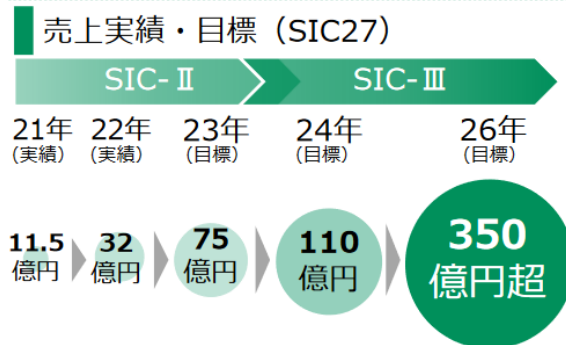 売上実績・目標（SIC27）
SIC-Ⅱ SIC-Ⅲ
21年 22年 23年 24年 26年
(実績) (実績) (目標) (目標) (目標)
11.5 32 75 110 350
億円 億円 億円 億円 億円超